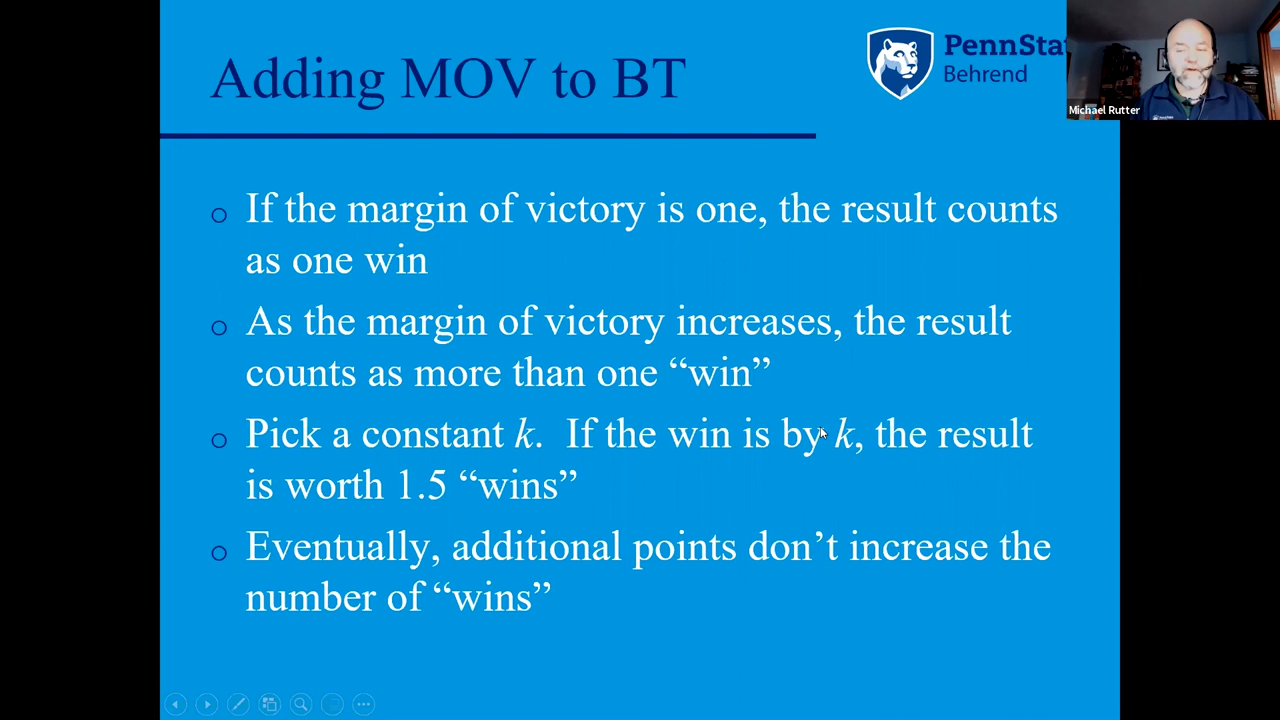 Adding MOV to BT
PennSta
Behrend
Michael Rutter
If the margin of victory is one, the result counts
as one win
As the margin of victory increases, the result
counts as more than one “win”
Pick a constant k. If the win is by k, the result
is worth 1.5 “wins”
Eventually, additional points don’t increase the
number of “wins”